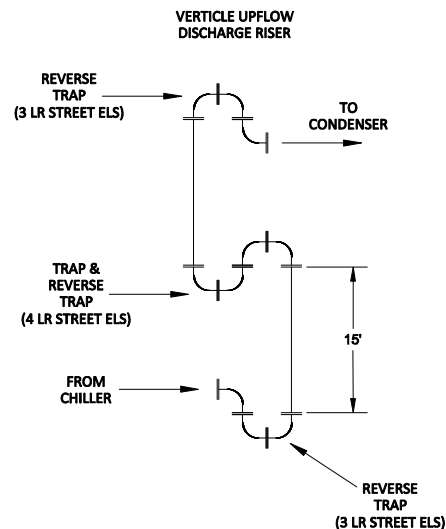 VERTICLE UPFLOW
DISCHARGE RISER
REVERSE
TRAP
(3 LR STREET ELS)
TO
CONDENSER
TRAP &
REVERSE
TRAP
(4 LR STREET ELS)
15'
FROM
CHILLER
REVERSE
TRAP
(3 LR STREET ELS)